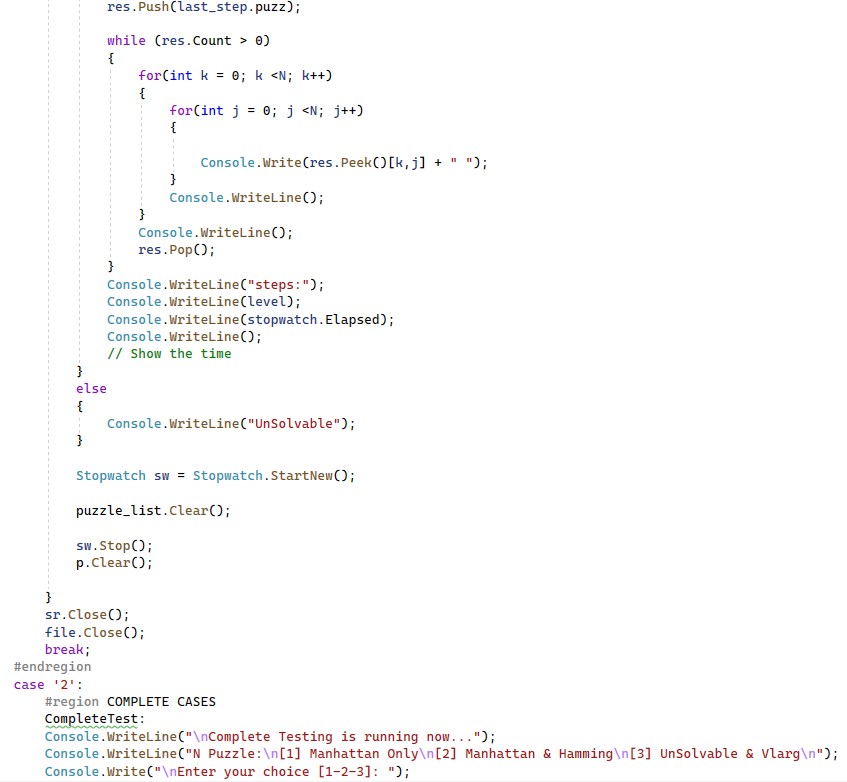 res.Push(last_step.puzz);
while (res.Count > 0)
{
for(int k = 0; k <N; k++)
{
for(int j = 0; j <N; j++)
{
Console.Write(res.Peek()[k,j] + " ");
}
Console.WriteLine();
}
Console.WriteLine();
res.Pop();
}
Console.WriteLine("steps:");
Console.WriteLine(level);
Console.WriteLine(stopwatch.Elapsed);
Console.WriteLine();
// Show the time
}
else
{
Console.WriteLine("UnSolvable");
}
Stopwatch sw = Stopwatch.StartNew();
puzzle_list.Clear();
sw.Stop();
p.Clear();
}
sr.Close();
file.Close();
break;
#endregion
case '2':
#region COMPLETE CASES
CompleteTest:
Console.WriteLine("\nComplete Testing is running now...");
Console.WriteLine("N Puzzle:\n[1] Manhattan Only\n[2] Manhattan & Hamming\n[3] UnSolvable & Vlarg\n");
Console.Write("\nEnter your choice [1-2-3]: ");